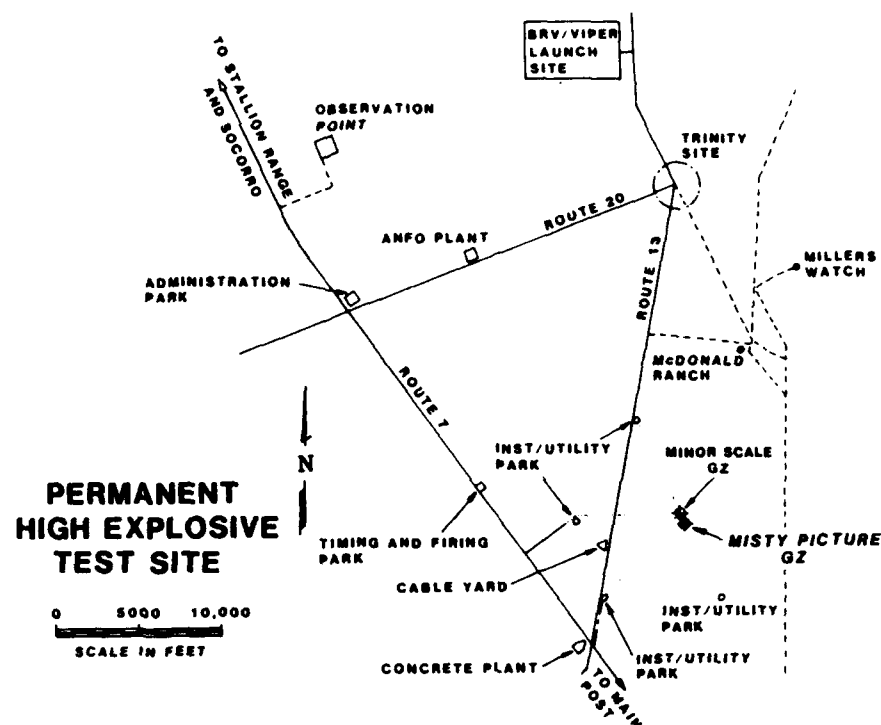 BRV/VIPER
LAUNCH
SITE
TO STALLION RANGE
AND SOCORRO
OBSERVATION
POINT
TRINITY
SITE
ROUTE 20
ANFO PLANT
ROUTE 13
MILLERS
WATCH
ADMINISTRATION
PARK
McDONALD
RANCH
ROUTE 7
INST/UTILITY
PARK
MINOR SCALE
GZ
N
PERMANENT
HIGH EXPLOSIVE
TEST SITE
TIMING AND FIRING
PARK
MISTY PICTURE
GZ
CABLE YARD
0 5000 10,000
SCALE IN FEET
INST/UTILITY
PARK
CONCRETE PLANT
INST/UTILITY
PARK
TO MAIN
POST